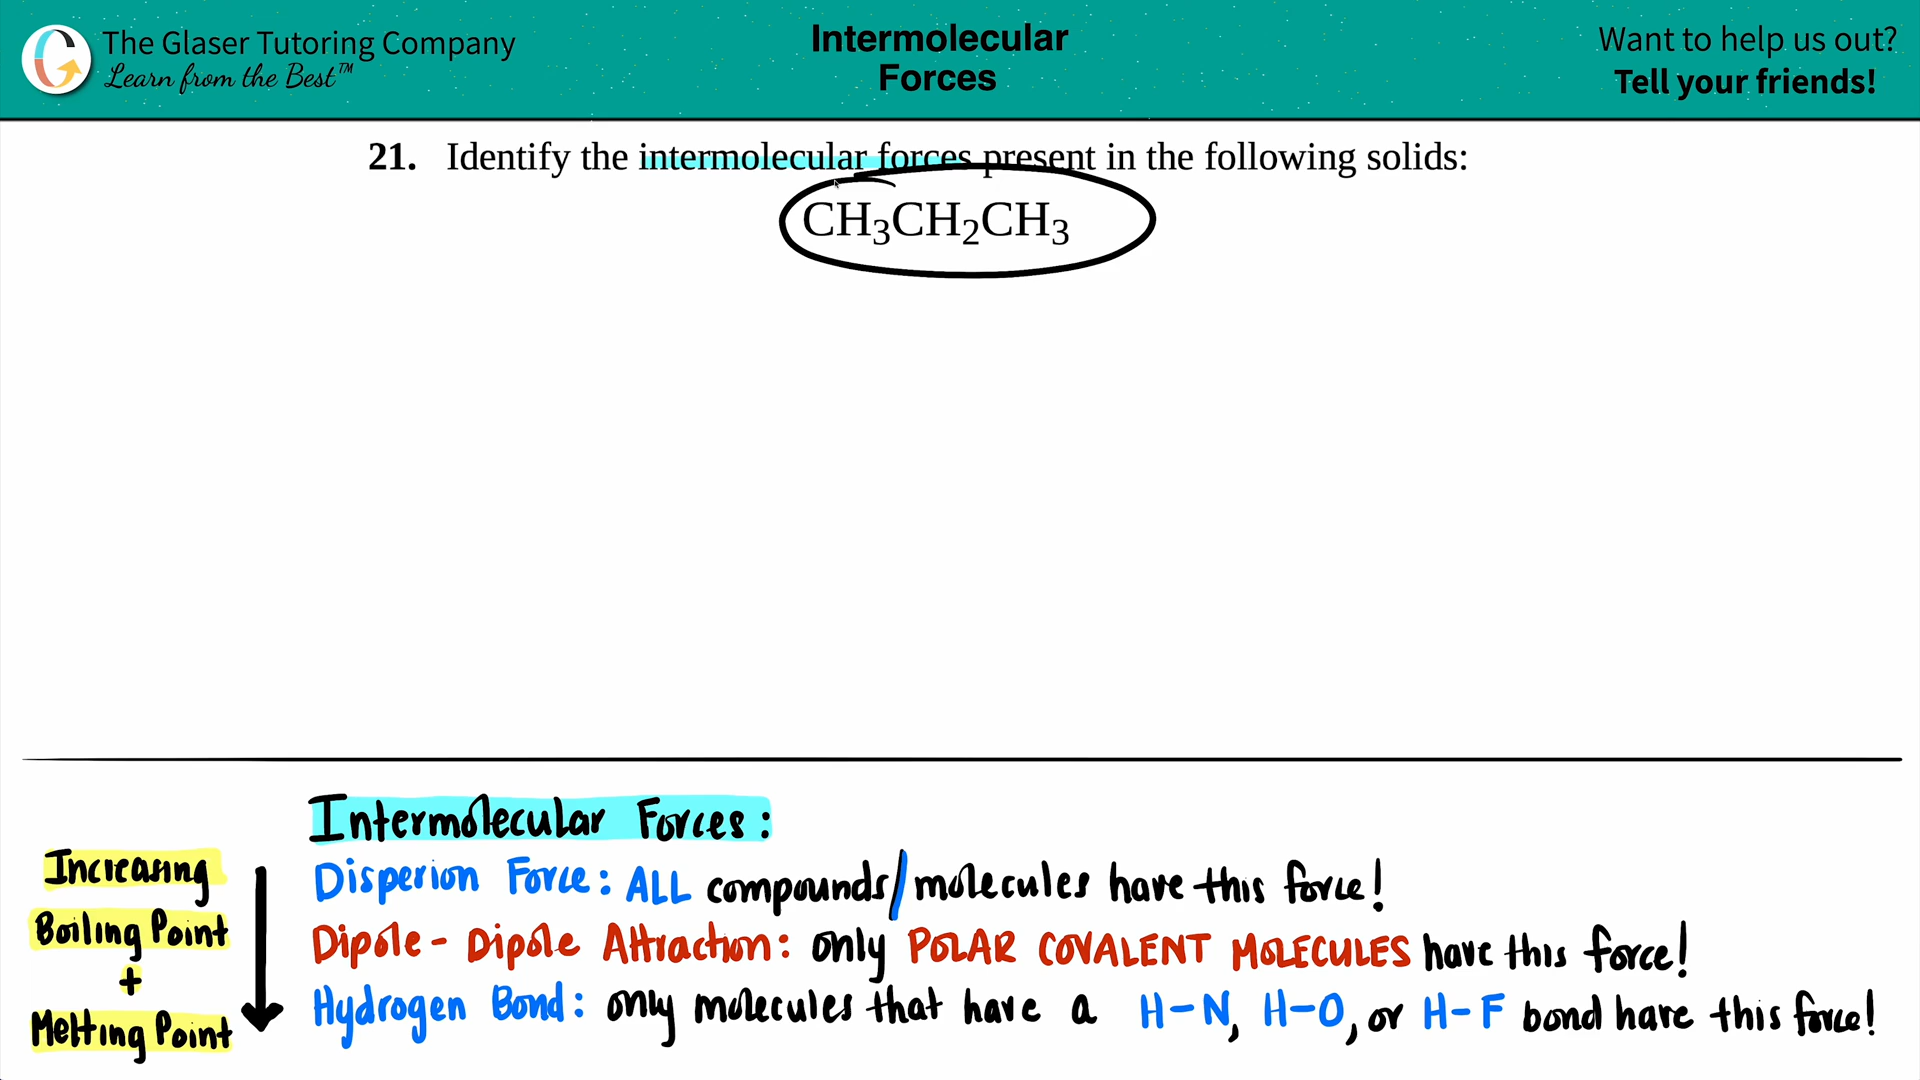 The Glaser Tutoring Company
Learn from the Best™
Intermolecular
Forces
Want to help us out?
Tell your friends!
21. Identify the intermolecular forces present in the following solids:
CH₃CH₂CH₃
Intermolecular Forces:
Increasing
Boiling Point
+
Melting Point
Disperion Force: ALL compounds/molecules have this force!
Dipole-Dipole Attraction: only POLAR COVALENT MOLECULES have this force!
Hydrogen Bond: only molecules that have a H-N, H-O, or H-F bond have this force!